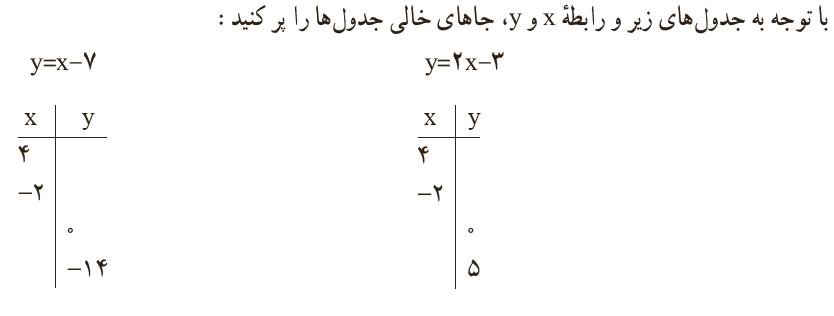 با توجه به جدول‌های زیر و رابطهٔ x و y، جاهای خالی جدول‌ها را پر کنید :
y=x−۷
x y
۴
−۲
۰
−۱۴
y=۲x−۳
x y
۴
−۲
۰
۵